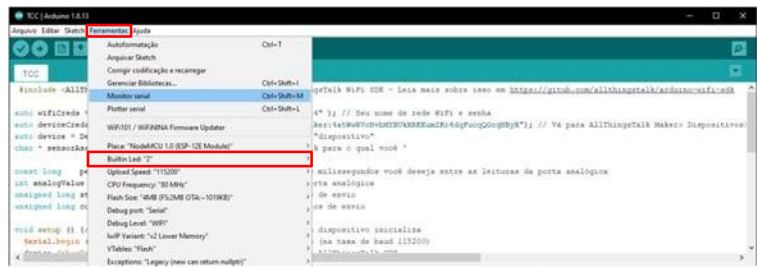 TCC | Arduino 1.8.13
Arquivo Editar Sketch Ferramentas Ajuda
Autoformatação Ctrl+T
Arquivar Sketch
TCC
Corrigir codificação e recarregar
Gerenciar Bibliotecas... Ctrl+Shift+I
#include <AllTh
Monitor serial Ctrl+Shift+M
ngsTalk WiFi SDK - Leia mais sobre isso em https://github.com/allthingstalk/arduino-wifi-sdk
Plotter serial Ctrl+Shift+L
auto wifiCreds =
" }; // Seu nome de rede WiFi e senha
WiFi101 / WiFiNINA Firmware Updater
auto deviceCreds
// Vá para AllThingsTalk Maker> Dispositivos>
auto device = De
"dispositivo"
char * sensorAs
Placa: "NodeMCU 1.0 (ESP-12E Module)"
k para o qual você "
Builtin Led: "2"
const long pe
Upload Speed: "115200"
milissegundos você deseja entre as leituras da porta analógica
int analogValue
CPU Frequency: "80 MHz"
rta analógica
unsigned long
Flash Size: "4MB (FS:2MB OTA:~1019KB)"
de envio
unsigned long
Debug port: "Serial"
os de envio
Debug Level: "WIFI"
void setup () {
lwIP Variant: "v2 Lower Memory"
dispositivo inicializa
Serial.begin
VTables: "Flash"
(na taxa de baud 115200)
Exceptions: "Legacy (new can return nullptr)"
AllThingsTalk SDK